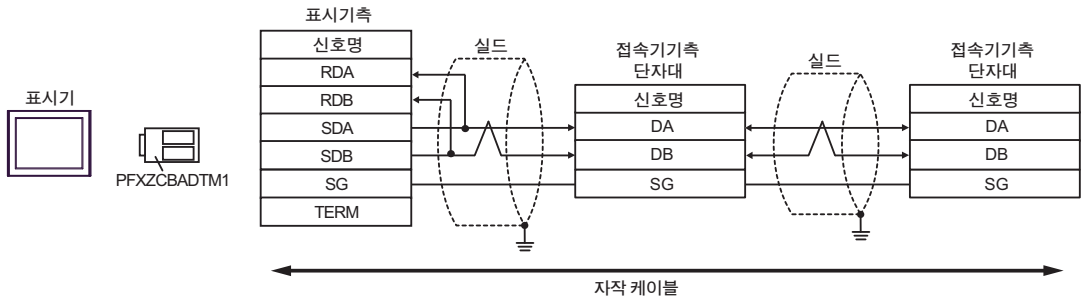 표시기
PFXZCBADTM1
표시기측
신호명
RDA
RDB
SDA
SDB
SG
TERM
실드
접속기기측
단자대
신호명
DA
DB
SG
실드
접속기기측
단자대
신호명
DA
DB
SG
자작 케이블